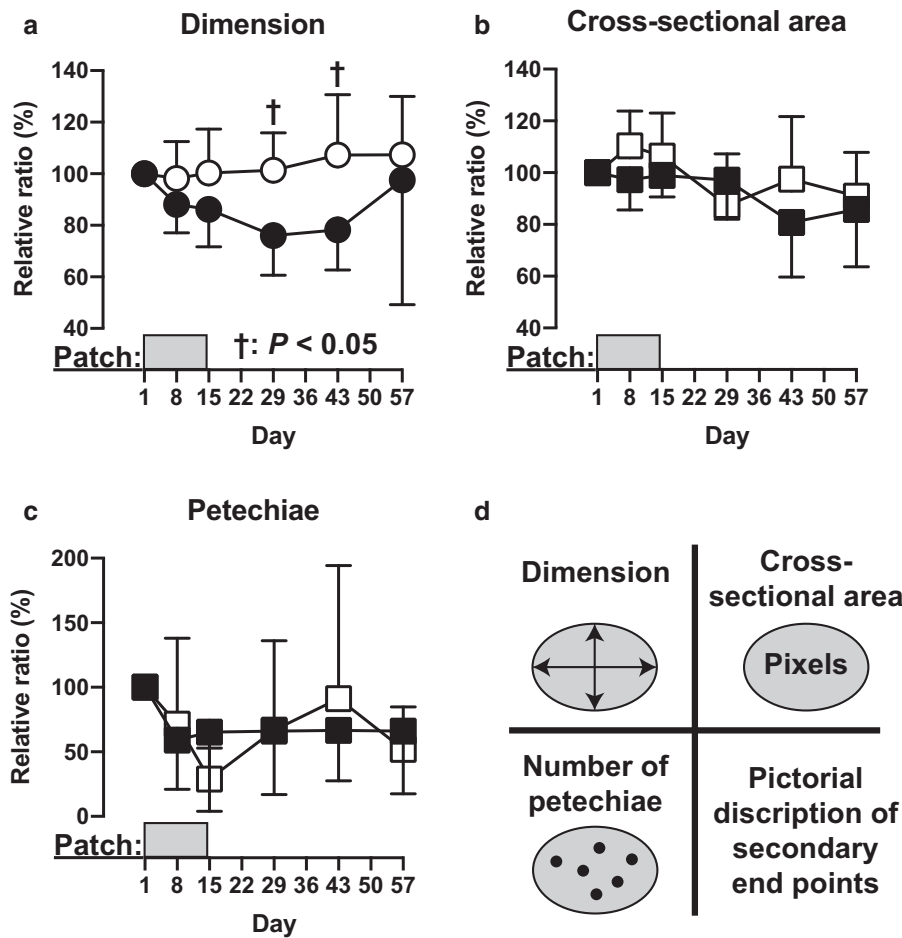 a
Dimension
140
120
100
80
60
40
Relative ratio (%)
†
†
Patch:
†: P < 0.05
1 8 15 22 29 36 43 50 57
Day
b
Cross-sectional area
140
120
100
80
60
40
Relative ratio (%)
Patch:
1 8 15 22 29 36 43 50 57
Day
c
Petechiae
200
150
100
50
0
Relative ratio (%)
Patch:
1 8 15 22 29 36 43 50 57
Day
d
Dimension
Cross-
sectional area
Pixels
Number of
petechiae
Pictorial
discription of
secondary
end points